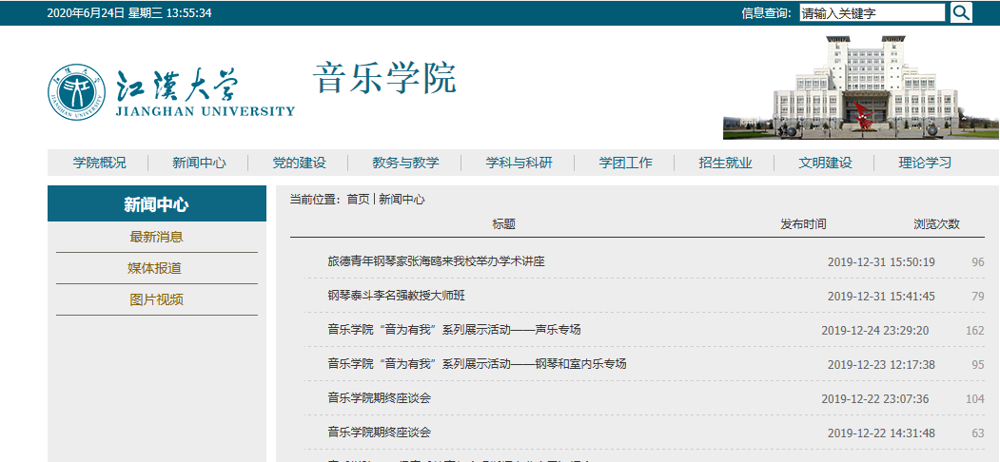 2020年6月24日 星期三 13:55:34
信息查询: 请输入关键字
江汉大学
JIANGHAN UNIVERSITY
音乐学院
学院概况 新闻中心 党的建设 教务与教学 学科与科研 学团工作 招生就业 文明建设 理论学习
新闻中心
最新消息
媒体报道
图片视频
当前位置：首页 | 新闻中心
标题 发布时间 浏览次数
旅德青年钢琴家张海鸥来我校举办学术讲座 2019-12-31 15:50:19 96
钢琴泰斗李名强教授大师班 2019-12-31 15:41:45 79
音乐学院“音为有我”系列展示活动——声乐专场 2019-12-24 23:29:20 162
音乐学院“音为有我”系列展示活动——钢琴和室内乐专场 2019-12-23 12:17:38 95
音乐学院期终座谈会 2019-12-22 23:07:36 104
音乐学院期终座谈会 2019-12-22 14:31:48 63